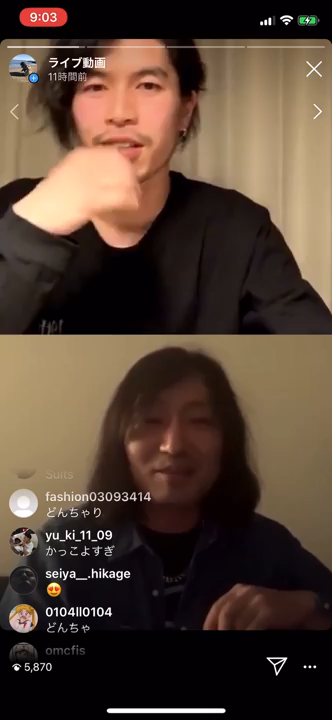 9:03
ライブ動画
11時間前
Suits
fashion03093414
どんちゃり
yu_ki_11_09
かっこよすぎ
seiya__.hikage
😍
0104ll0104
どんちゃ
omcfis
5,870